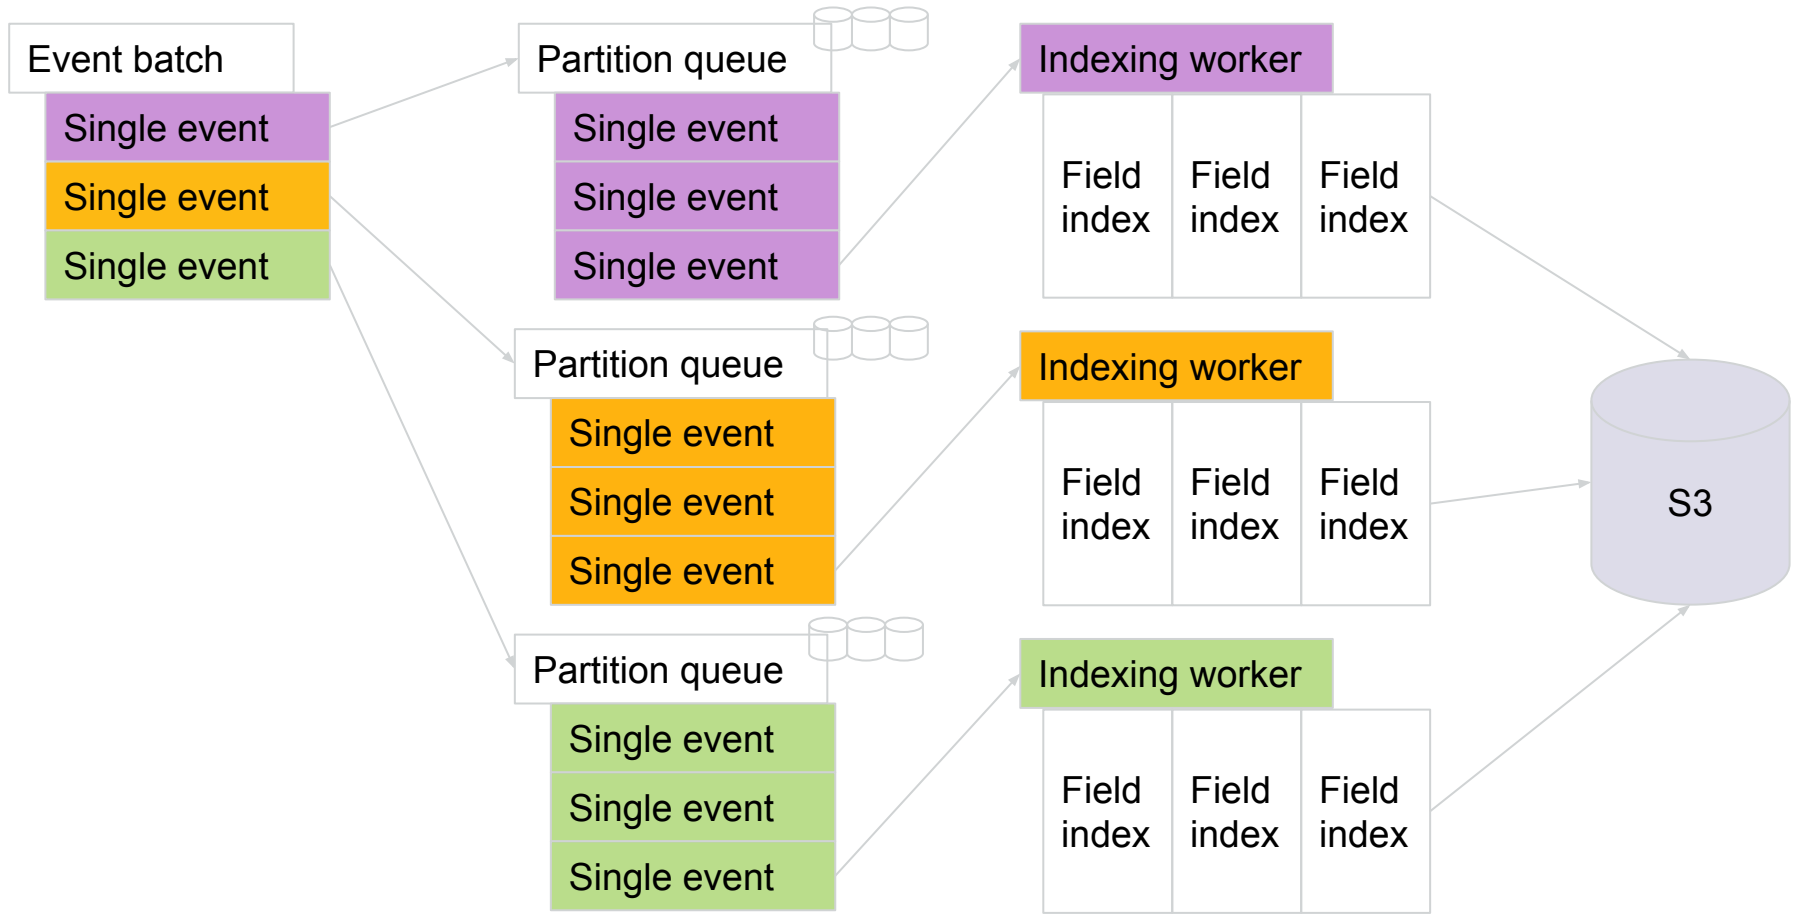 Event batch
Single event
Single event
Single event
Partition queue
Single event
Single event
Single event
Indexing worker
Field
index
Field
index
Field
index
Partition queue
Single event
Single event
Single event
Indexing worker
Field
index
Field
index
Field
index
Partition queue
Single event
Single event
Single event
Indexing worker
Field
index
Field
index
Field
index
S3